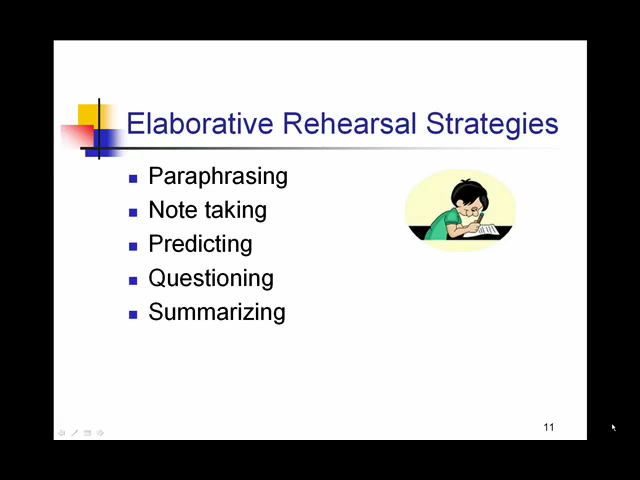 Elaborative Rehearsal Strategies
Paraphrasing
Note taking
Predicting
Questioning
Summarizing
11